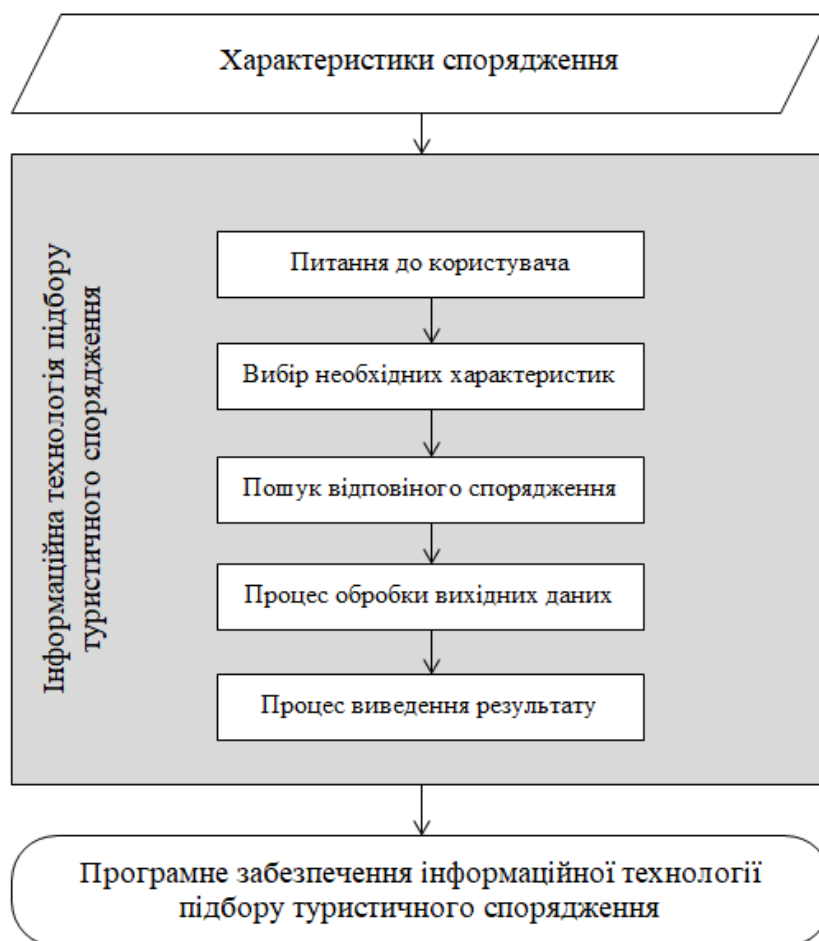 Характеристики спорядження
Інформаційна технологія підбору
туристичного спорядження
Питання до користувача
Вибір необхідних характеристик
Пошук відповіного спорядження
Процес обробки вихідних даних
Процес виведення результату
Програмне забезпечення інформаційної технології
підбору туристичного спорядження